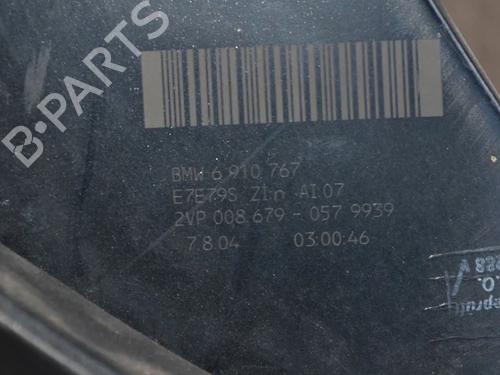 B-PARTS
BMW 6 910 767
E7E79S ZI:n AI.07
2VP 008.679 - 057 9939
7.8.04 03:00:46